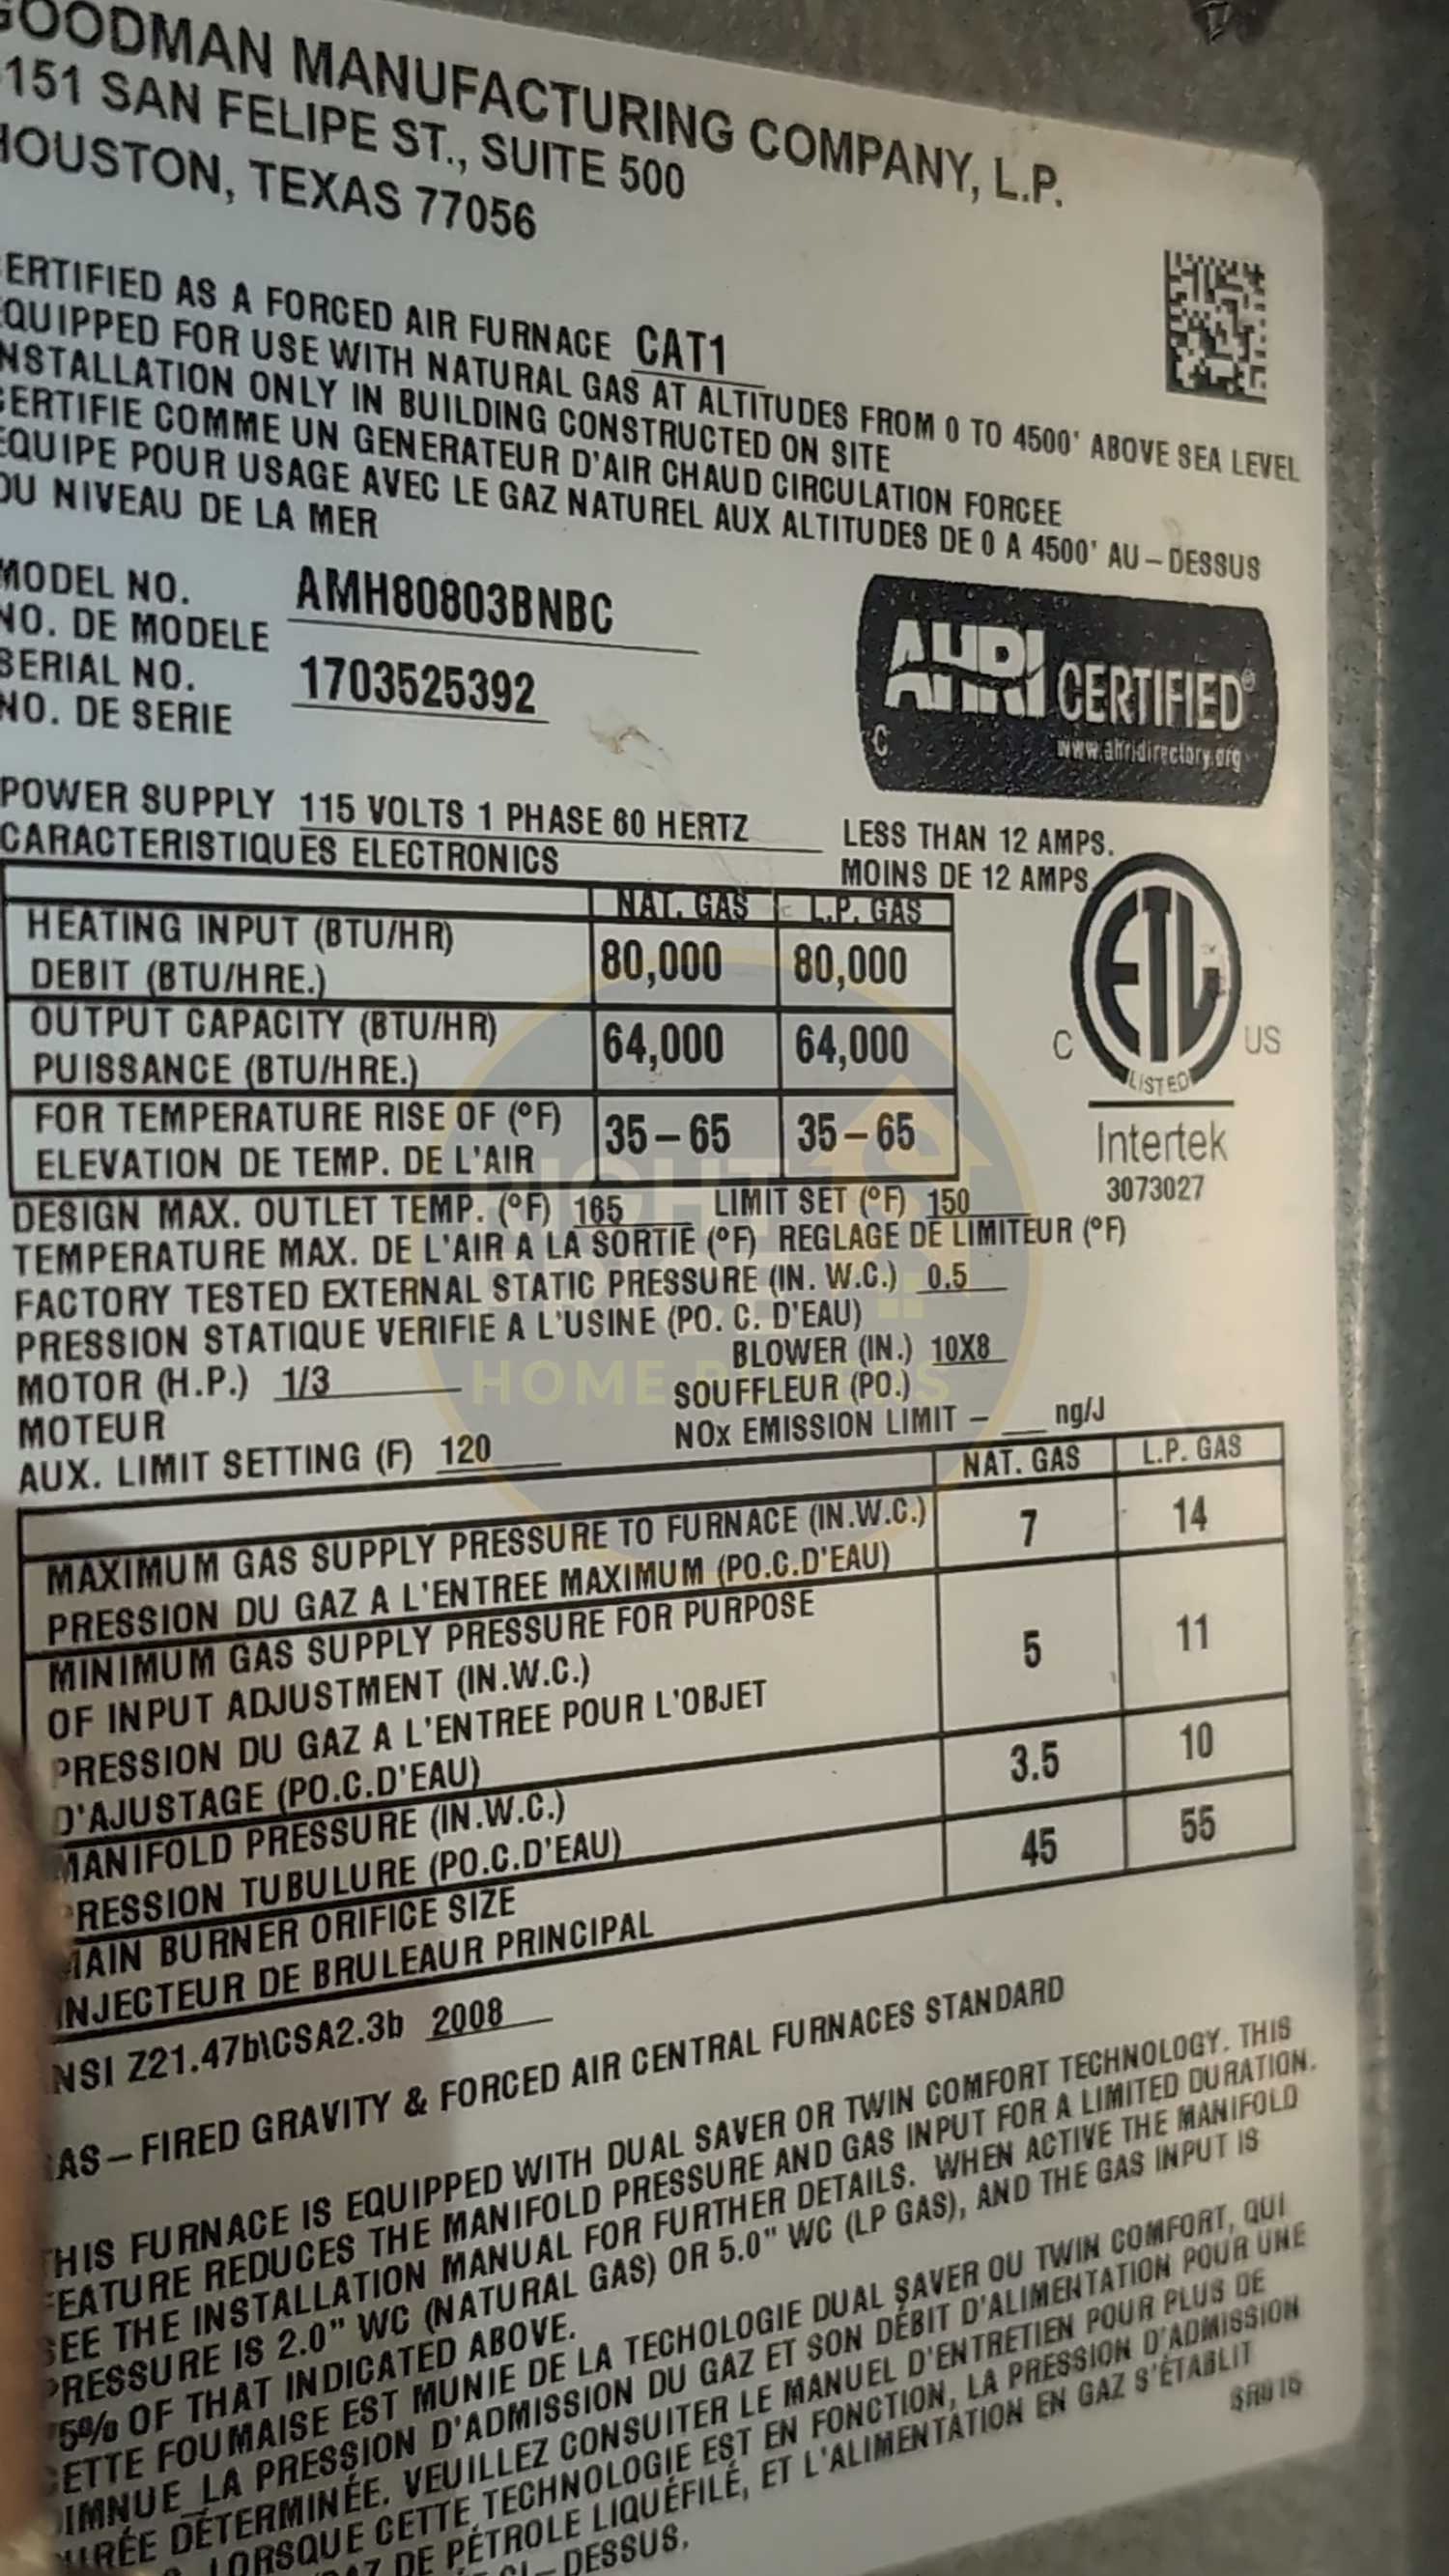 GOODMAN MANUFACTURING COMPANY, L.P.
151 SAN FELIPE ST., SUITE 500
HOUSTON, TEXAS 77056
ERTIFIED AS A FORCED AIR FURNACE CAT1
QUIPPED FOR USE WITH NATURAL GAS AT ALTITUDES FROM 0 TO 4500' ABOVE SEA LEVEL
NSTALLATION ONLY IN BUILDING CONSTRUCTED ON SITE
CERTIFIE COMME UN GENERATEUR D'AIR CHAUD CIRCULATION FORCEE
EQUIPE POUR USAGE AVEC LE GAZ NATUREL AUX ALTITUDES DE 0 A 4500' AU – DESSUS
DU NIVEAU DE LA MER
MODEL NO. AMH80803BNBC
NO. DE MODELE
SERIAL NO. 1703525392
NO. DE SERIE
AHRI CERTIFIED®
www.ahridirectory.org
C
POWER SUPPLY 115 VOLTS 1 PHASE 60 HERTZ LESS THAN 12 AMPS.
CARACTERISTIQUES ELECTRONICS MOINS DE 12 AMPS
NAT. GAS L.P. GAS
HEATING INPUT (BTU/HR) 80,000 80,000
DEBIT (BTU/HRE.)
OUTPUT CAPACITY (BTU/HR) 64,000 64,000
PUISSANCE (BTU/HRE.)
FOR TEMPERATURE RISE OF (°F) 35 – 65 35 – 65
ELEVATION DE TEMP. DE L'AIR
C ETL US
LISTED
Intertek
3073027
DESIGN MAX. OUTLET TEMP. (°F) 165 LIMIT SET (°F) 150
TEMPERATURE MAX. DE L'AIR A LA SORTIE (°F) REGLAGE DE LIMITEUR (°F)
FACTORY TESTED EXTERNAL STATIC PRESSURE (IN. W.C.) 0.5
PRESSION STATIQUE VERIFIE A L'USINE (PO. C. D'EAU)
MOTOR (H.P.) 1/3 BLOWER (IN.) 10X8
MOTEUR SOUFFLEUR (PO.)
AUX. LIMIT SETTING (F) 120 NOx EMISSION LIMIT – ng/J
NAT. GAS L.P. GAS
MAXIMUM GAS SUPPLY PRESSURE TO FURNACE (IN.W.C.) 7 14
PRESSION DU GAZ A L'ENTREE MAXIMUM (PO.C.D'EAU)
MINIMUM GAS SUPPLY PRESSURE FOR PURPOSE 5 11
OF INPUT ADJUSTMENT (IN.W.C.)
PRESSION DU GAZ A L'ENTREE POUR L'OBJET
D'AJUSTAGE (PO.C.D'EAU)
MANIFOLD PRESSURE (IN.W.C.) 3.5 10
PRESSION TUBULURE (PO.C.D'EAU)
MAIN BURNER ORIFICE SIZE 45 55
INJECTEUR DE BRULEAUR PRINCIPAL
NSI Z21.47b\CSA2.3b 2008
AS – FIRED GRAVITY & FORCED AIR CENTRAL FURNACES STANDARD
THIS FURNACE IS EQUIPPED WITH DUAL SAVER OR TWIN COMFORT TECHNOLOGY. THIS
FEATURE REDUCES THE MANIFOLD PRESSURE AND GAS INPUT FOR A LIMITED DURATION.
SEE THE INSTALLATION MANUAL FOR FURTHER DETAILS. WHEN ACTIVE THE MANIFOLD
PRESSURE IS 2.0" WC (NATURAL GAS) OR 5.0" WC (LP GAS), AND THE GAS INPUT IS
75% OF THAT INDICATED ABOVE.
CETTE FOUMAISE EST MUNIE DE LA TECHOLOGIE DUAL SAVER OU TWIN COMFORT, QUI
DIMNUE LA PRESSION D'ADMISSION DU GAZ ET SON DÉBIT D'ALIMENTATION POUR UNE
DURÉE DÉTERMINÉE. VEUILLEZ CONSUITER LE MANUEL D'ENTRETIEN POUR PLUS DE
LORSQUE CETTE TECHNOLOGIE EST EN FONCTION, LA PRESSION D'ADMISSION
DE PÉTROLE LIQUÉFILÉ, ET L'ALIMENTATION EN GAZ S'ÉTABLIT
CI – DESSUS.
RIGHT
PRICE
HOME BUYERS